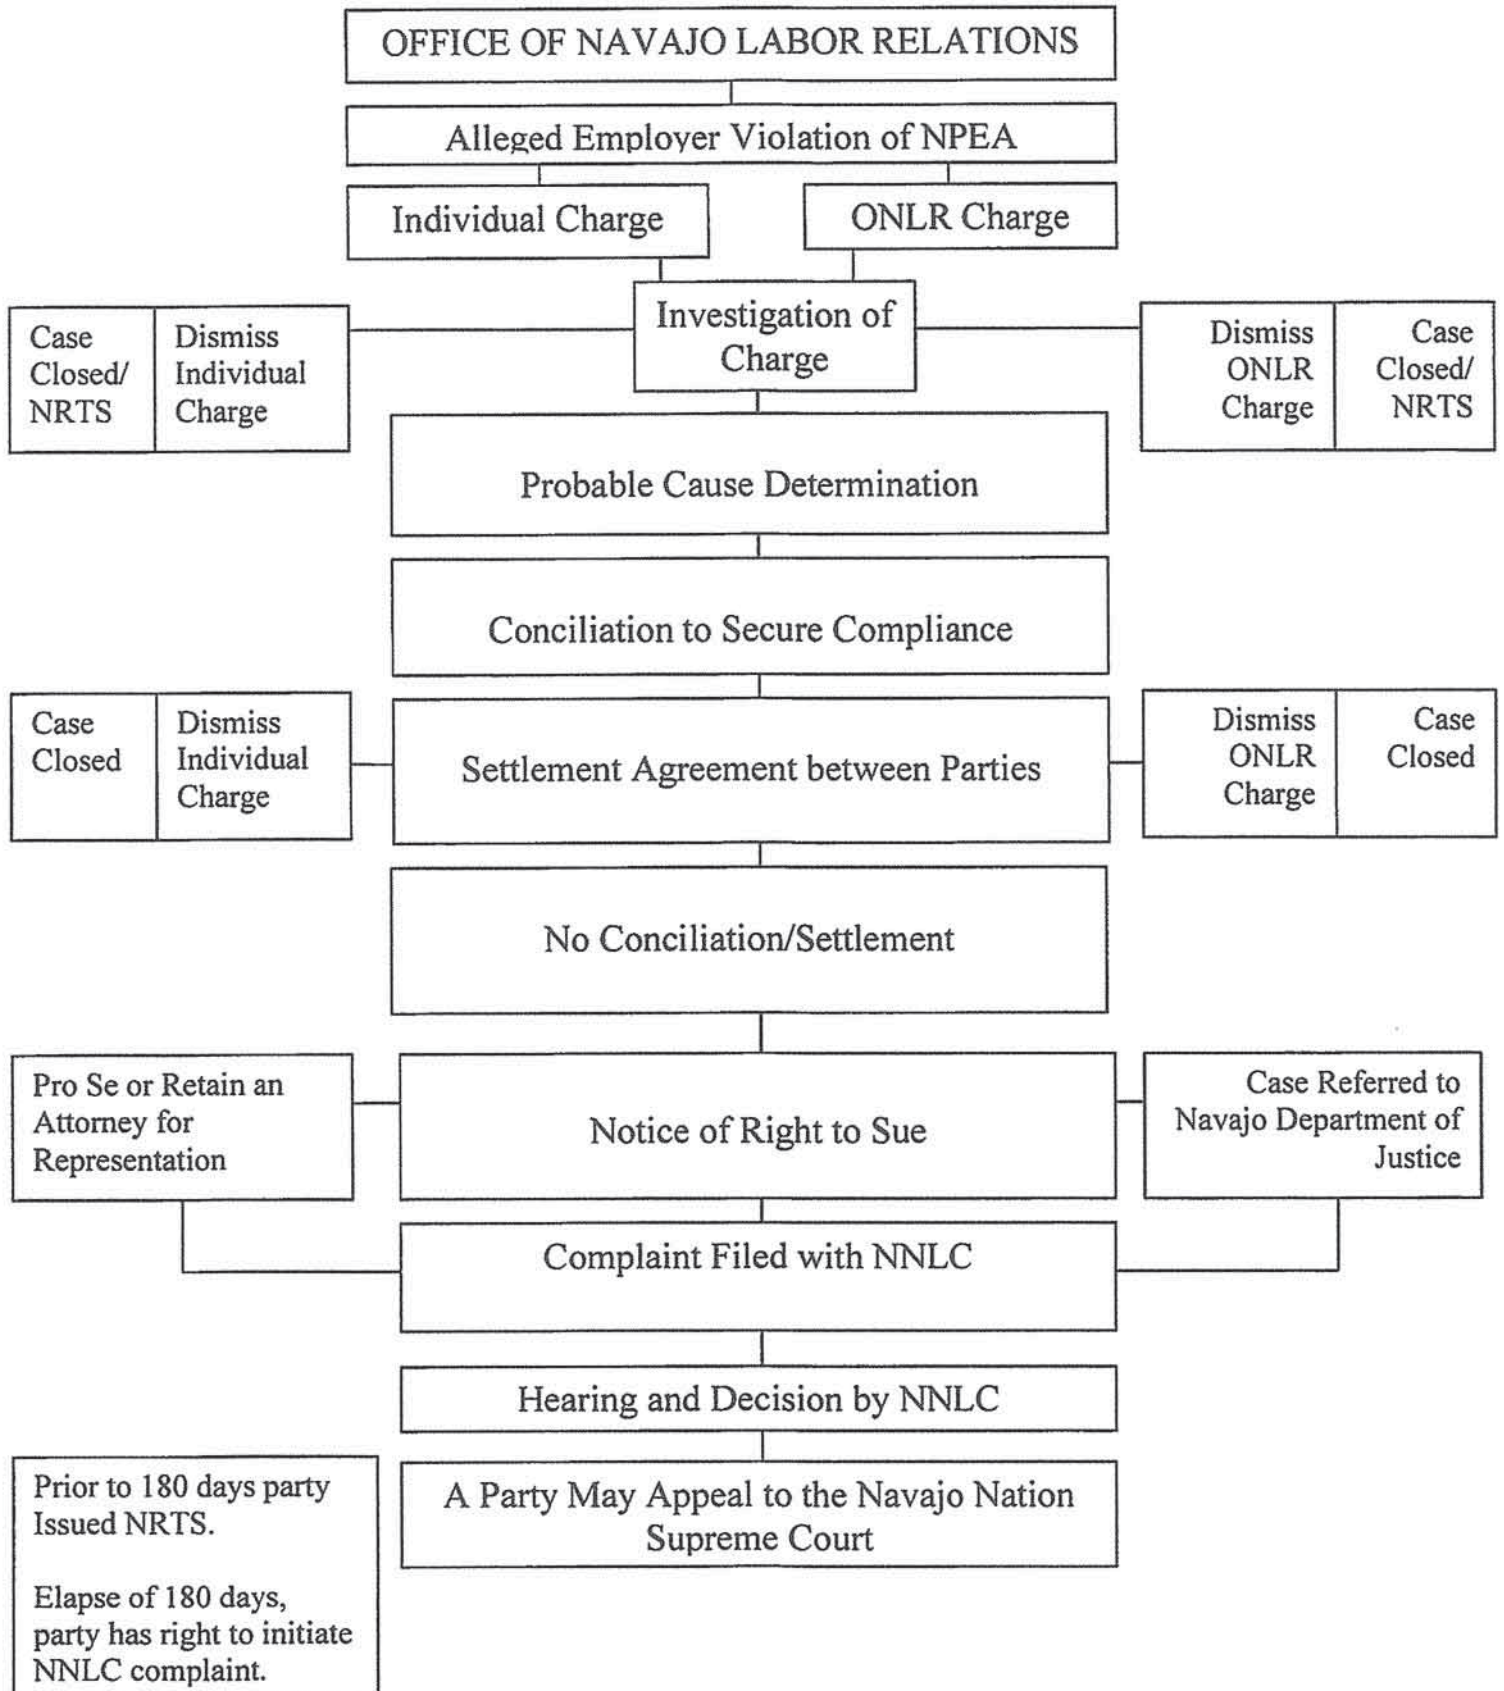 OFFICE OF NAVAJO LABOR RELATIONS
Alleged Employer Violation of NPEA
Individual Charge
ONLR Charge
Investigation of
Charge
Case
Closed/
NRTS
Dismiss
Individual
Charge
Dismiss
ONLR
Charge
Case
Closed/
NRTS
Probable Cause Determination
Conciliation to Secure Compliance
Case
Closed
Dismiss
Individual
Charge
Settlement Agreement between Parties
Dismiss
ONLR
Charge
Case
Closed
No Conciliation/Settlement
Pro Se or Retain an
Attorney for
Representation
Notice of Right to Sue
Case Referred to
Navajo Department of
Justice
Complaint Filed with NNLC
Hearing and Decision by NNLC
A Party May Appeal to the Navajo Nation
Supreme Court
Prior to 180 days party
Issued NRTS.
Elapse of 180 days,
party has right to initiate
NNLC complaint.